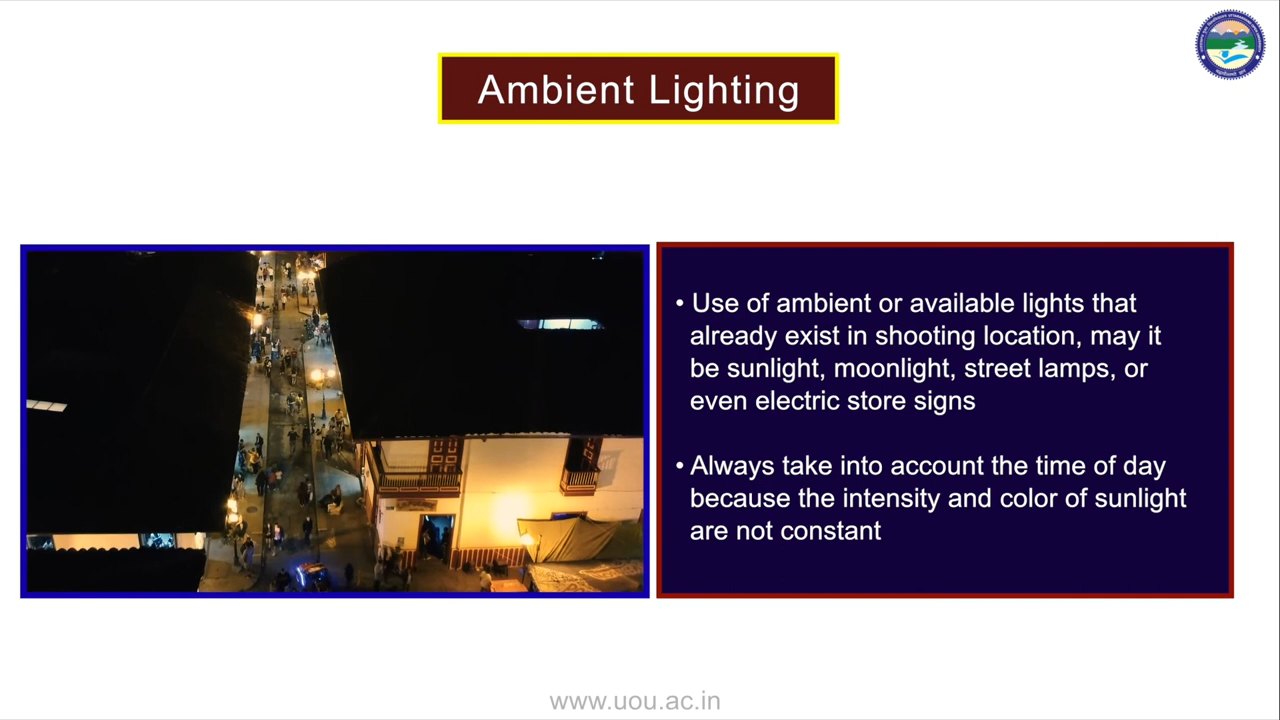 Ambient Lighting
• Use of ambient or available lights that
already exist in shooting location, may it
be sunlight, moonlight, street lamps, or
even electric store signs
• Always take into account the time of day
because the intensity and color of sunlight
are not constant
www.uou.ac.in